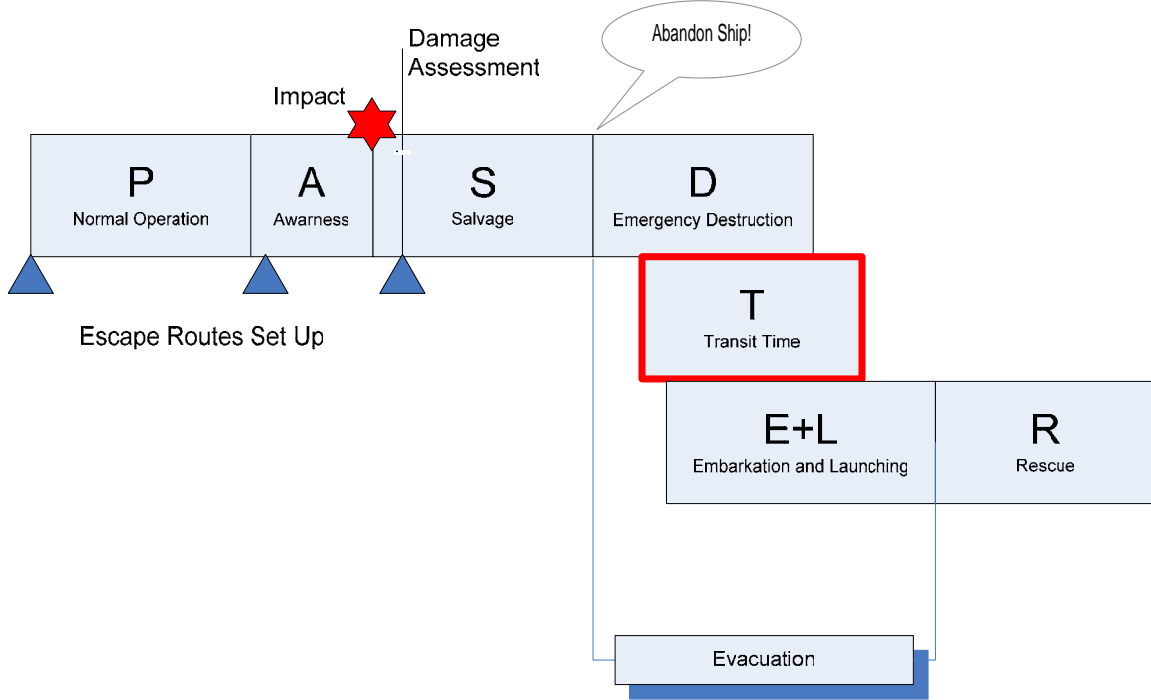 Abandon Ship!
Damage
Assessment
Impact
P
Normal Operation
A
Awarness
S
Salvage
D
Emergency Destruction
Escape Routes Set Up
T
Transit Time
E+L
Embarkation and Launching
R
Rescue
Evacuation